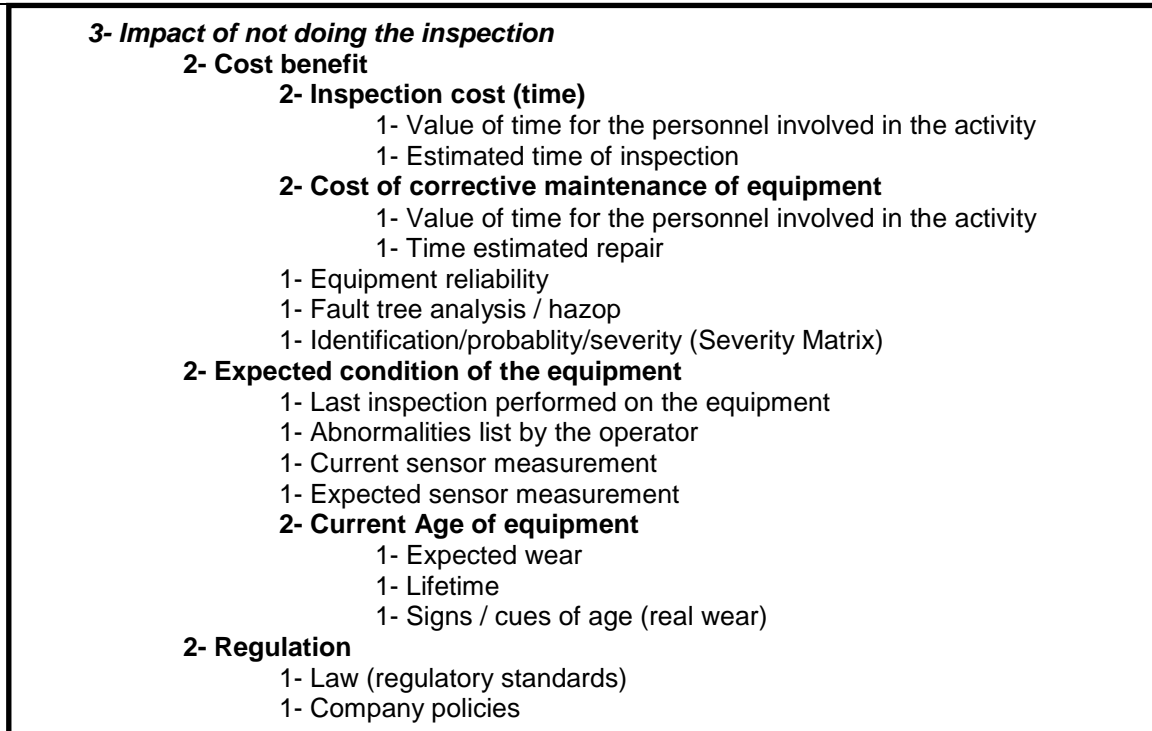 3- Impact of not doing the inspection
2- Cost benefit
2- Inspection cost (time)
1- Value of time for the personnel involved in the activity
1- Estimated time of inspection
2- Cost of corrective maintenance of equipment
1- Value of time for the personnel involved in the activity
1- Time estimated repair
1- Equipment reliability
1- Fault tree analysis / hazop
1- Identification/probablity/severity (Severity Matrix)
2- Expected condition of the equipment
1- Last inspection performed on the equipment
1- Abnormalities list by the operator
1- Current sensor measurement
1- Expected sensor measurement
2- Current Age of equipment
1- Expected wear
1- Lifetime
1- Signs / cues of age (real wear)
2- Regulation
1- Law (regulatory standards)
1- Company policies